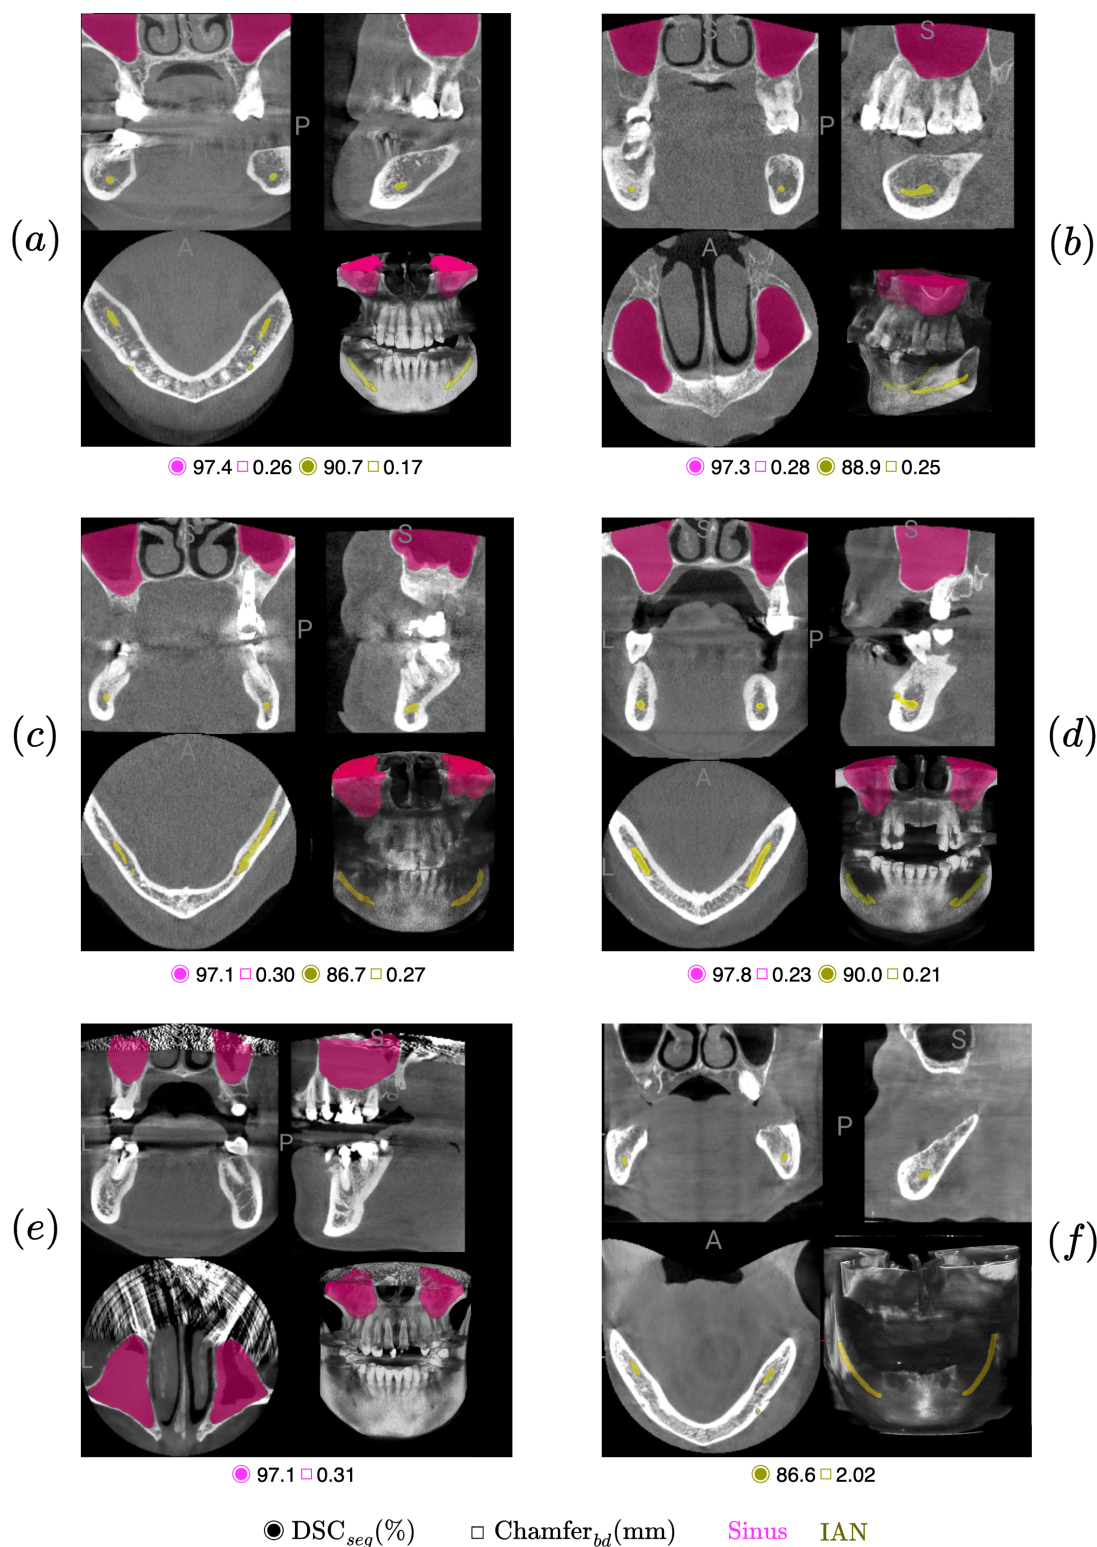 S
S
P
A
L
(a)
97.4 0.26 90.7 0.17
S
S
P
A
(b)
97.3 0.28 88.9 0.25
S
S
P
A
L
(c)
97.1 0.30 86.7 0.27
S
S
L
P
A
L
(d)
97.8 0.23 90.0 0.21
S
L
P
L
(e)
97.1 0.31
S
P
A
(f)
86.6 2.02
DSCseg(%) Chamferbd(mm) Sinus IAN